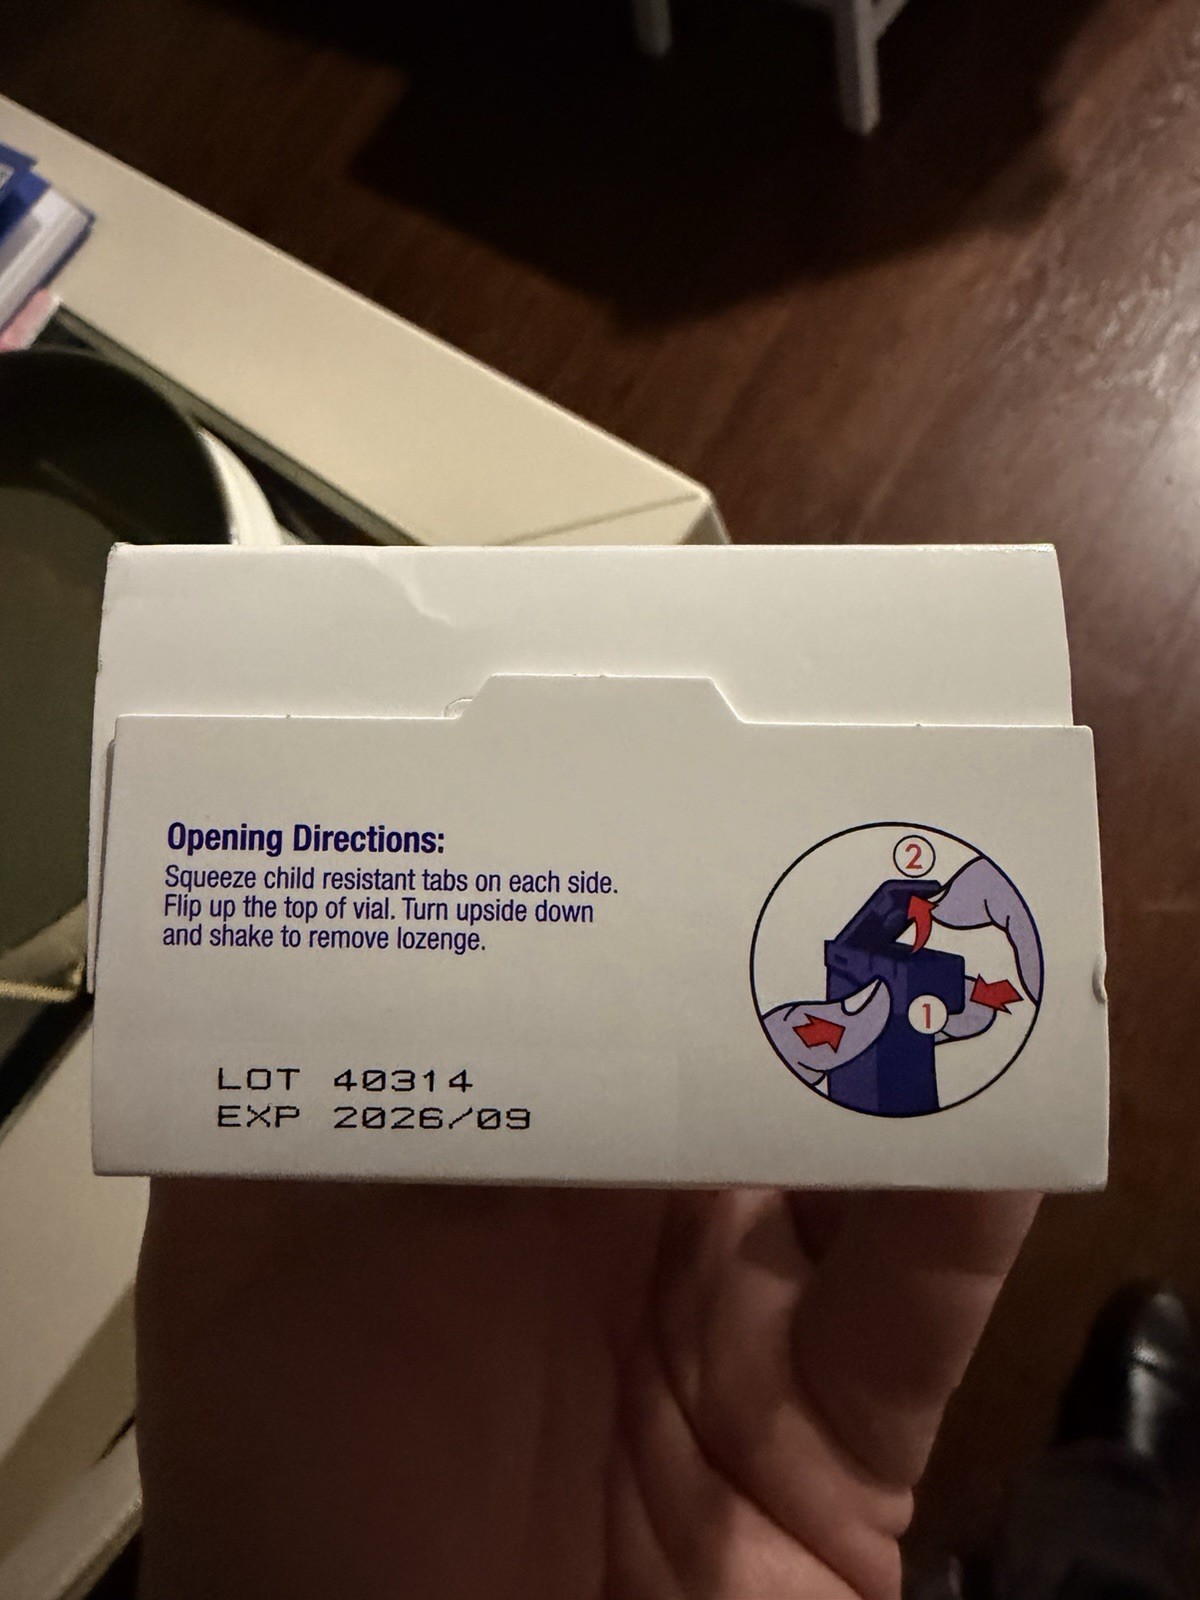 Opening Directions:
Squeeze child resistant tabs on each side.
Flip up the top of vial. Turn upside down
and shake to remove lozenge.
2
1
LOT 40314
EXP 2026/09